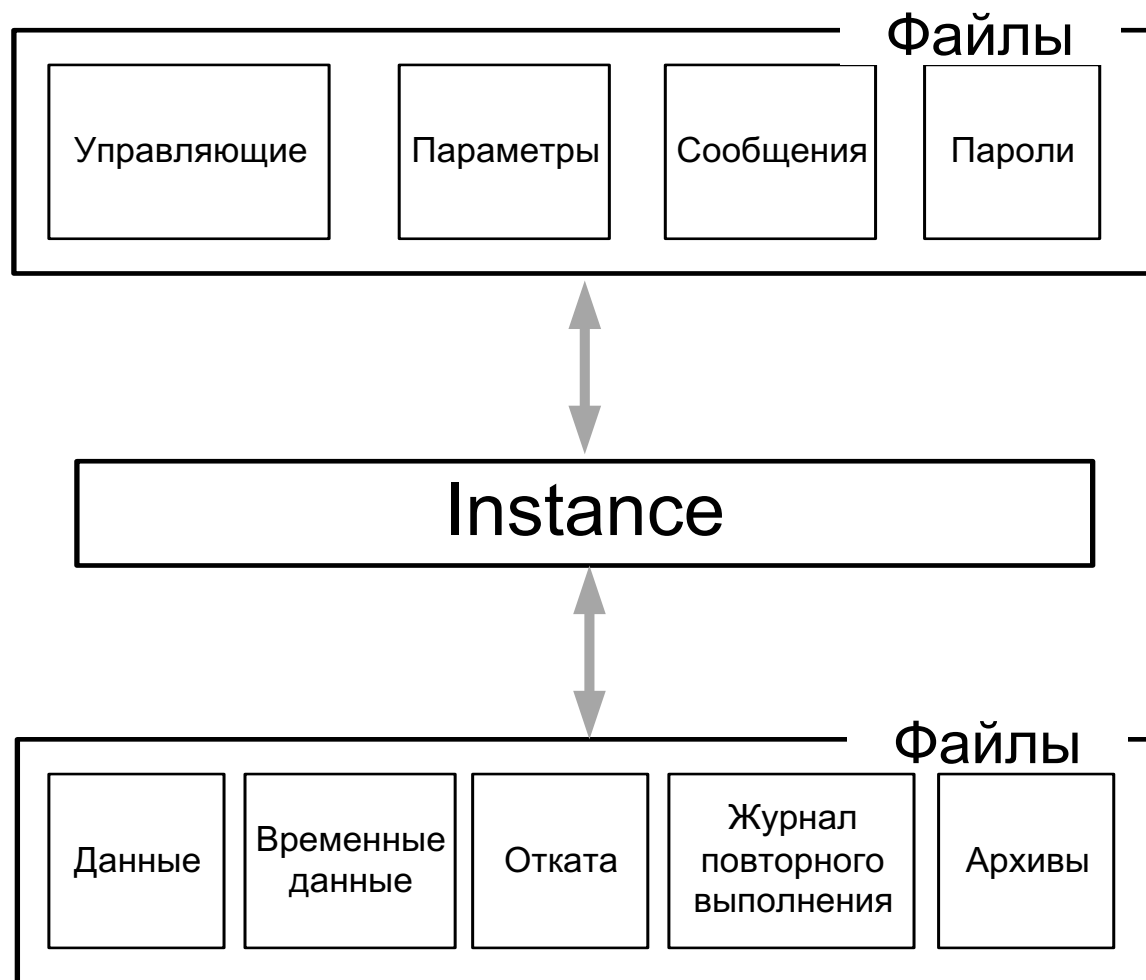 Файлы
Управляющие
Параметры
Сообщения
Пароли
Instance
Файлы
Данные
Временные
данные
Отката
Журнал
повторного
выполнения
Архивы